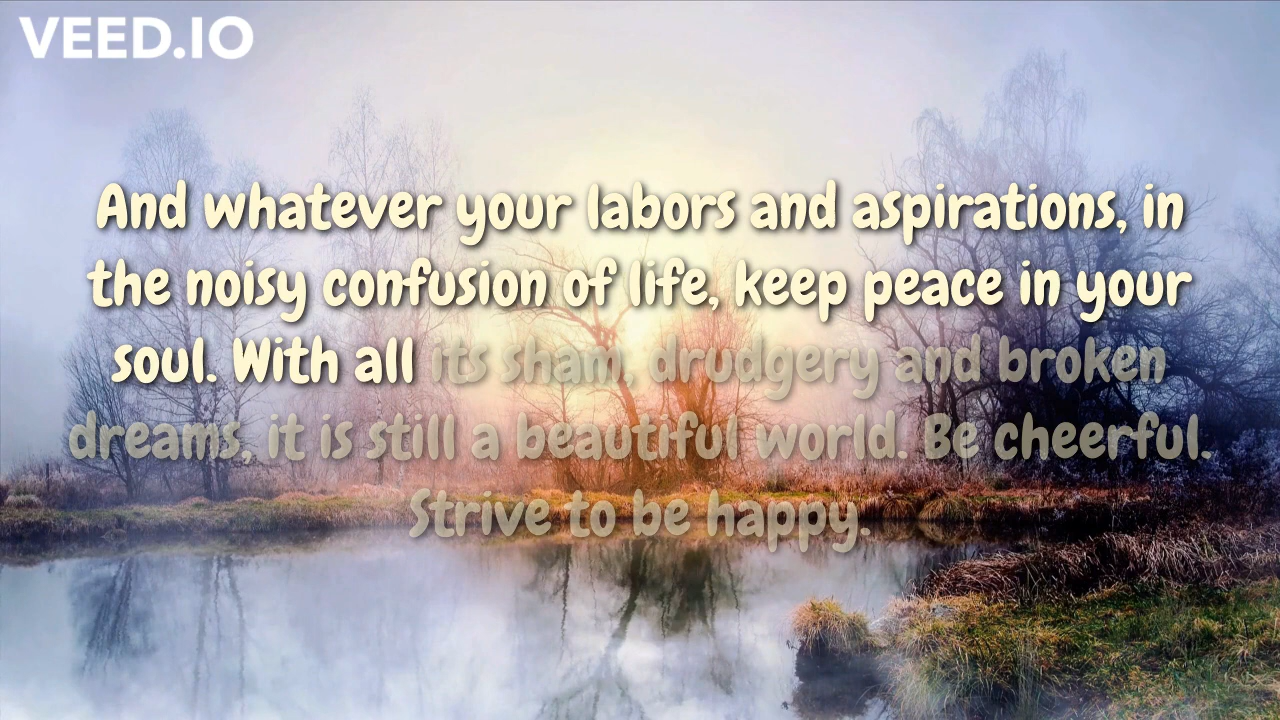 VEED.IO
And whatever your labors and aspirations, in
the noisy confusion of life, keep peace in your
soul. With all its sham, drudgery and broken
dreams, it is still a beautiful world. Be cheerful.
Strive to be happy.